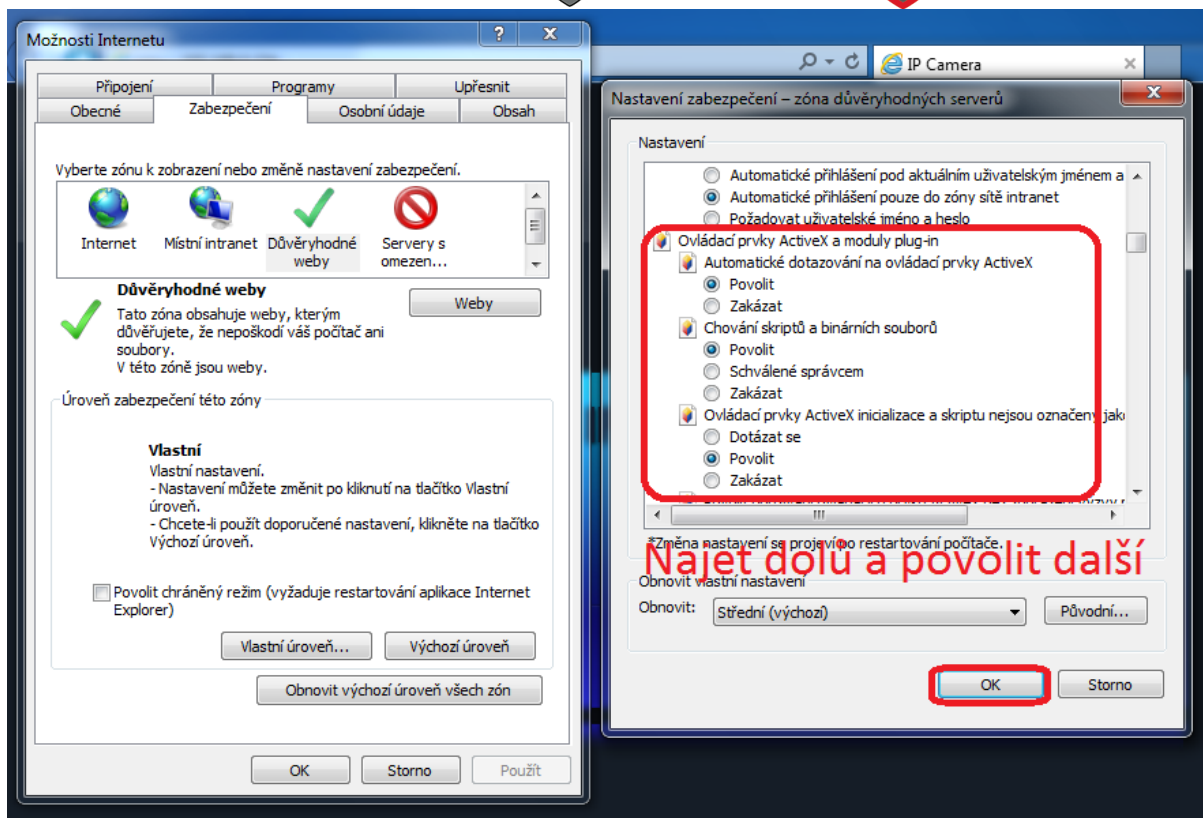 Možnosti Internetu
Připojení
Programy
Upřesnit
Obecné
Zabezpečení
Osobní údaje
Obsah
Vyberte zónu k zobrazení nebo změně nastavení zabezpečení.
Internet
Místní intranet
Důvěryhodné
weby
Servery s
omezen...
Důvěryhodné weby
Tato zóna obsahuje weby, kterým
důvěřujete, že nepoškodí váš počítač ani
soubory.
V této zóně jsou weby.
Weby
Úroveň zabezpečení této zóny
Vlastní
Vlastní nastavení.
- Nastavení můžete změnit po kliknutí na tlačítko Vlastní
úroveň.
- Chcete-li použít doporučené nastavení, klikněte na tlačítko
Výchozí úroveň.
Povolit chráněný režim (vyžaduje restartování aplikace Internet
Explorer)
Vlastní úroveň...
Výchozí úroveň
Obnovit výchozí úroveň všech zón
OK
Storno
Použít
IP Camera
Nastavení zabezpečení – zóna důvěryhodných serverů
Nastavení
Automatické přihlášení pod aktuálním uživatelským jménem a
Automatické přihlášení pouze do zóny sítě intranet
Požadovat uživatelské jméno a heslo
Ovládací prvky ActiveX a moduly plug-in
Automatické dotazování na ovládací prvky ActiveX
Povolit
Zakázat
Chování skriptů a binárních souborů
Povolit
Schválené správcem
Zakázat
Ovládací prvky ActiveX inicializace a skriptu nejsou označeny jako
Dotázat se
Povolit
Zakázat
*Změna nastavení se projeví po restartování počítače.
Najet dolů a povolit další
Obnovit vlastní nastavení
Obnovit:
Střední (výchozí)
Původní...
OK
Storno